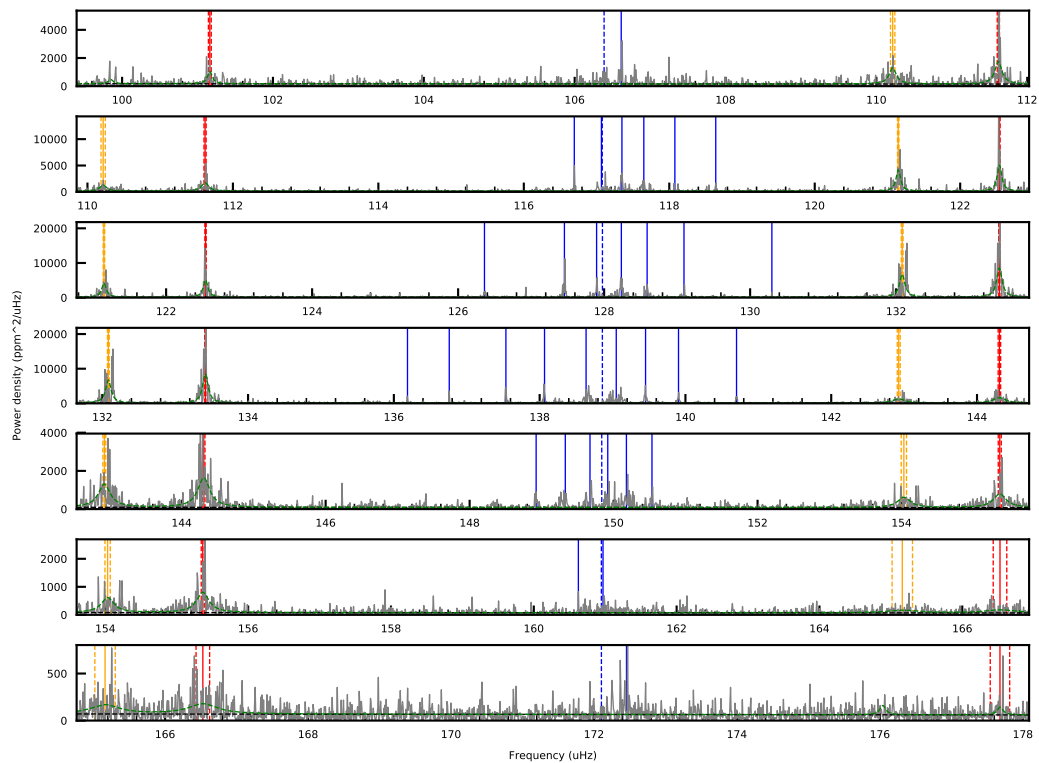 4000
2000
0
100 102 104 106 108 110 112
10000
5000
0
110 112 114 116 118 120 122
20000
10000
0
122 124 126 128 130 132
20000
10000
0
132 134 136 138 140 142 144
4000
2000
0
144 146 148 150 152 154
2000
1000
0
154 156 158 160 162 164 166
500
0
166 168 170 172 174 176 178
Power density (ppm^2/uHz)
Frequency (uHz)